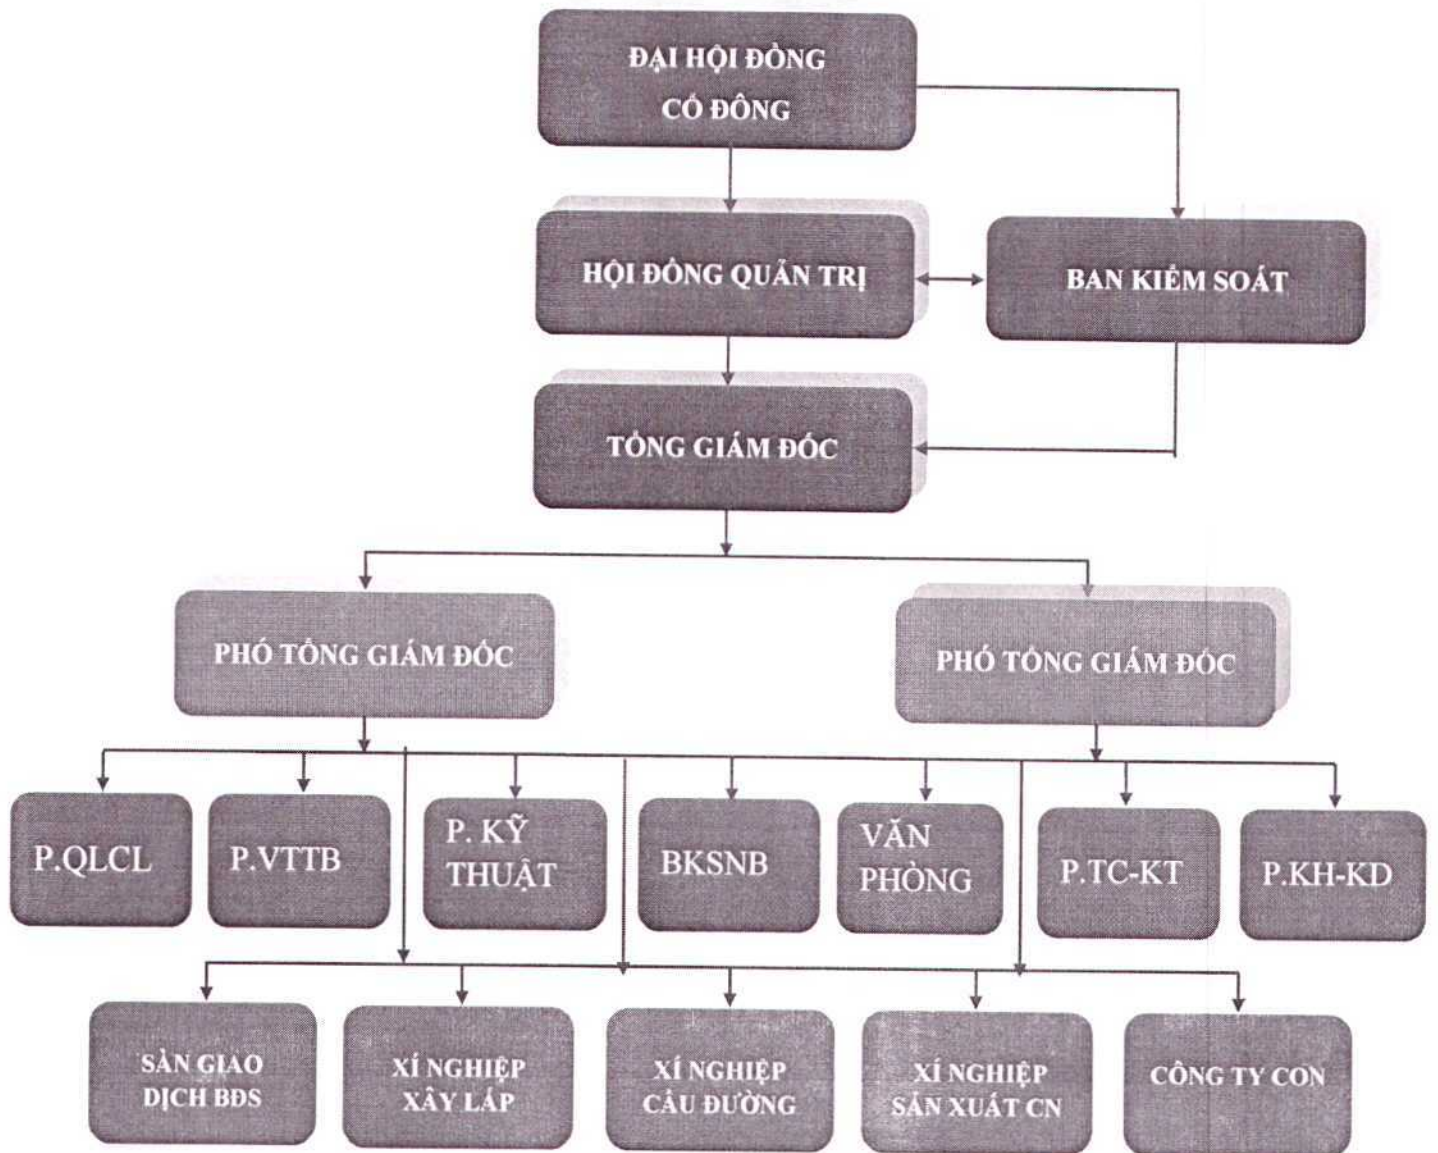 ĐẠI HỘI ĐỒNG
CỔ ĐÔNG
HỘI ĐỒNG QUẢN TRỊ
BAN KIỂM SOÁT
TỔNG GIÁM ĐỐC
PHÓ TỔNG GIÁM ĐỐC
PHÓ TỔNG GIÁM ĐỐC
P.QLCL
P.VTTB
P. KỸ
THUẬT
BKSNB
VĂN
PHÒNG
P.TC-KT
P.KH-KD
SÀN GIAO
DỊCH BĐS
XÍ NGHIỆP
XÂY LẮP
XÍ NGHIỆP
CẦU ĐƯỜNG
XÍ NGHIỆP
SẢN XUẤT CN
CÔNG TY CON